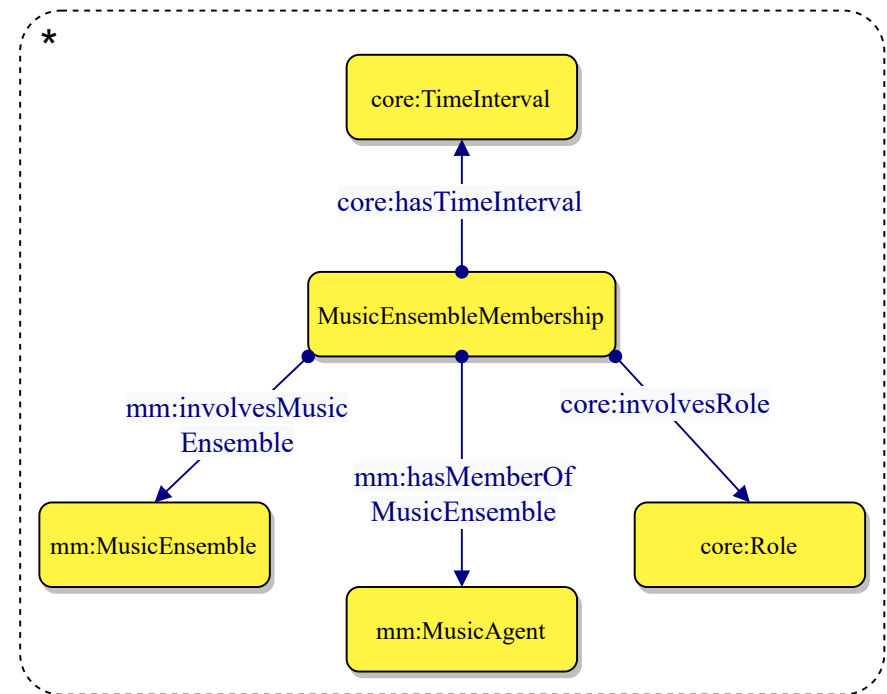 *
core:TimeInterval
core:hasTimeInterval
MusicEnsembleMembership
mm:involvesMusic
Ensemble
core:involvesRole
mm:hasMemberOf
MusicEnsemble
mm:MusicEnsemble
core:Role
mm:MusicAgent